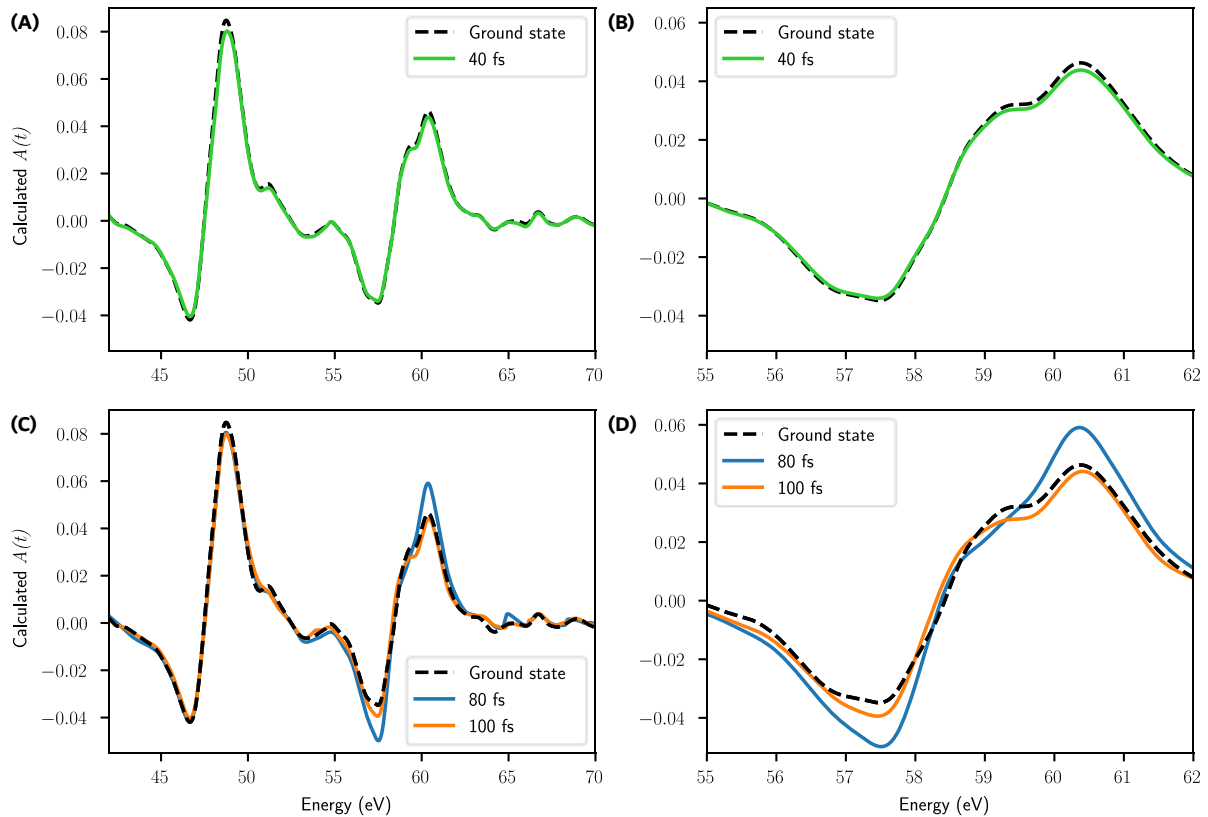 (A)
Calculated A(t)
0.08
0.06
0.04
0.02
0.00
−0.02
−0.04
45 50 55 60 65 70
Ground state
40 fs
(B)
0.06
0.04
0.02
0.00
−0.02
−0.04
55 56 57 58 59 60 61 62
Ground state
40 fs
(C)
Calculated A(t)
0.08
0.06
0.04
0.02
0.00
−0.02
−0.04
45 50 55 60 65 70
Energy (eV)
Ground state
80 fs
100 fs
(D)
0.06
0.04
0.02
0.00
−0.02
−0.04
55 56 57 58 59 60 61 62
Energy (eV)
Ground state
80 fs
100 fs